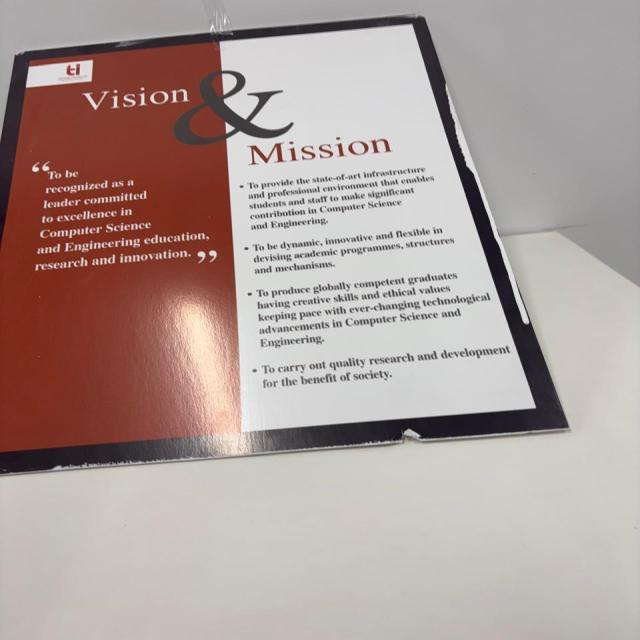 ti
Vision
&
Mission
“To be
recognized as a
leader committed
to excellence in
Computer Science
and Engineering education,
research and innovation.”
• To provide the state-of-art infrastructure
and professional environment that enables
students and staff to make significant
contribution in Computer Science
and Engineering.
• To be dynamic, innovative and flexible in
devising academic programmes, structures
and mechanisms.
• To produce globally competent graduates
having creative skills and ethical values
keeping pace with ever-changing technological
advancements in Computer Science and
Engineering.
• To carry out quality research and development
for the benefit of society.